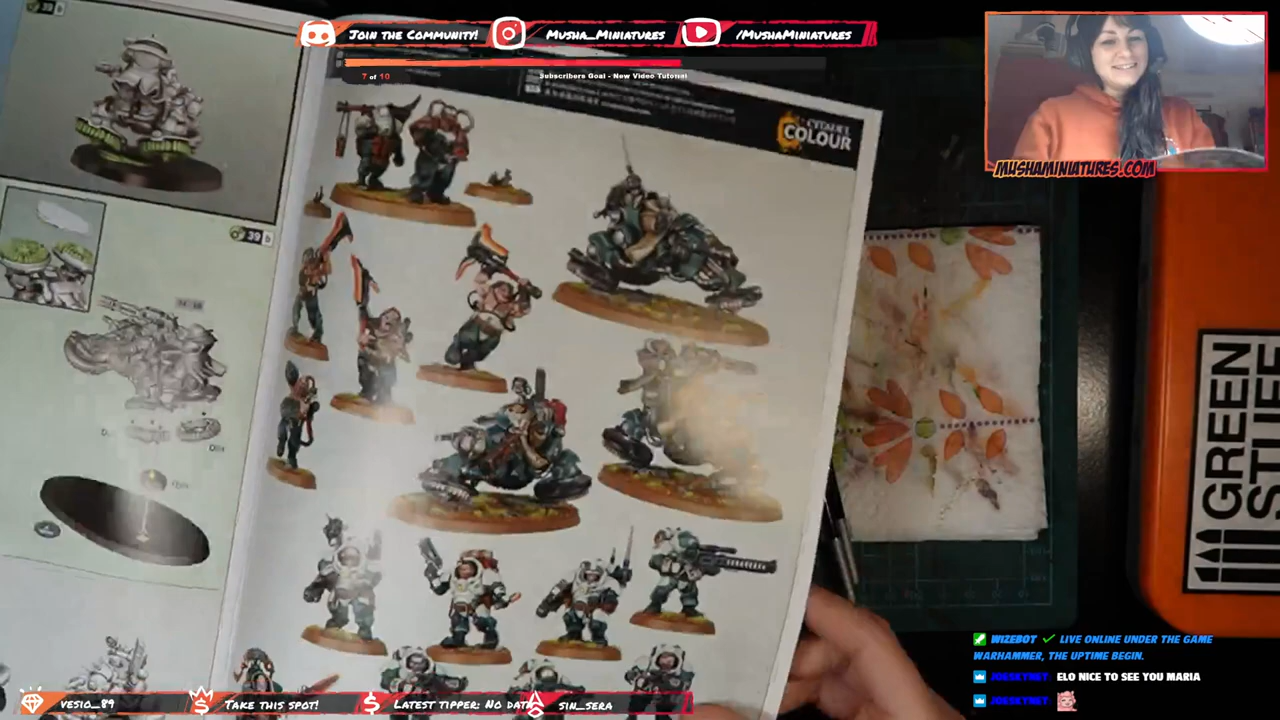 JOIN THE COMMUNITY!
MUSHA_MINIATURES
/MUSHAMINIATURES
7 of 10
Subscribers Goal - New Video Tutorial
CITADEL
COLOUR
MUSHAMINIATURES.COM
39 b
GREEN
WIZEBOT ✓ LIVE ONLINE UNDER THE GAME
WARHAMMER, THE UPTIME BEGIN.
JOESKYNET: ELO NICE TO SEE YOU MARIA
JOESKYNET:
VESIO_89
TAKE THIS SPOT!
LATEST TIPPER: NO DATA
SIN_SERA